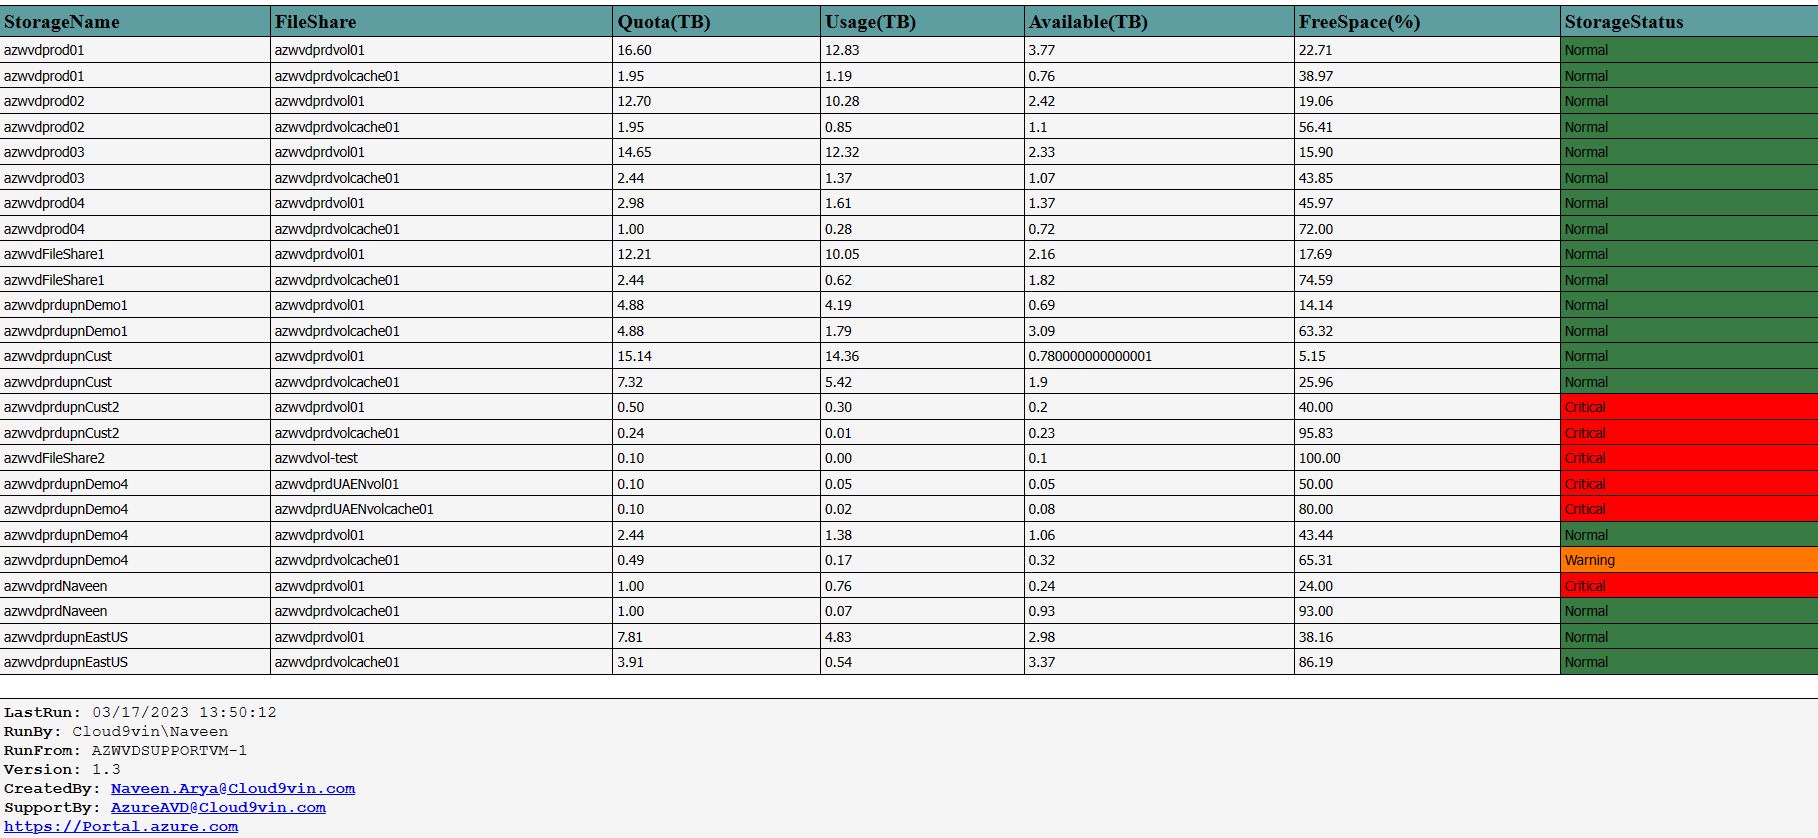 StorageName FileShare Quota(TB) Usage(TB) Available(TB) FreeSpace(%) StorageStatus
azwvdprod01 azwvdprdvol01 16.60 12.83 3.77 22.71 Normal
azwvdprod01 azwvdprdvolcache01 1.95 1.19 0.76 38.97 Normal
azwvdprod02 azwvdprdvol01 12.70 10.28 2.42 19.06 Normal
azwvdprod02 azwvdprdvolcache01 1.95 0.85 1.1 56.41 Normal
azwvdprod03 azwvdprdvol01 14.65 12.32 2.33 15.90 Normal
azwvdprod03 azwvdprdvolcache01 2.44 1.37 1.07 43.85 Normal
azwvdprod04 azwvdprdvol01 2.98 1.61 1.37 45.97 Normal
azwvdprod04 azwvdprdvolcache01 1.00 0.28 0.72 72.00 Normal
azwvdFileShare1 azwvdprdvol01 12.21 10.05 2.16 17.69 Normal
azwvdFileShare1 azwvdprdvolcache01 2.44 0.62 1.82 74.59 Normal
azwvdprdupnDemo1 azwvdprdvol01 4.88 4.19 0.69 14.14 Normal
azwvdprdupnDemo1 azwvdprdvolcache01 4.88 1.79 3.09 63.32 Normal
azwvdprdupnCust azwvdprdvol01 15.14 14.36 0.780000000000001 5.15 Normal
azwvdprdupnCust azwvdprdvolcache01 7.32 5.42 1.9 25.96 Normal
azwvdprdupnCust2 azwvdprdvol01 0.50 0.30 0.2 40.00 Critical
azwvdprdupnCust2 azwvdprdvolcache01 0.24 0.01 0.23 95.83 Critical
azwvdFileShare2 azwvdvol-test 0.10 0.00 0.1 100.00 Critical
azwvdprdupnDemo4 azwvdprdUAENvol01 0.10 0.05 0.05 50.00 Critical
azwvdprdupnDemo4 azwvdprdUAENvolcache01 0.10 0.02 0.08 80.00 Critical
azwvdprdupnDemo4 azwvdprdvol01 2.44 1.38 1.06 43.44 Normal
azwvdprdupnDemo4 azwvdprdvolcache01 0.49 0.17 0.32 65.31 Warning
azwvdprdNaveen azwvdprdvol01 1.00 0.76 0.24 24.00 Critical
azwvdprdNaveen azwvdprdvolcache01 1.00 0.07 0.93 93.00 Normal
azwvdprdupnEastUS azwvdprdvol01 7.81 4.83 2.98 38.16 Normal
azwvdprdupnEastUS azwvdprdvolcache01 3.91 0.54 3.37 86.19 Normal
LastRun: 03/17/2023 13:50:12
RunBy: Cloud9vin\Naveen
RunFrom: AZWVDSUPPORTVM-1
Version: 1.3
CreatedBy: Naveen.Arya@Cloud9vin.com
SupportBy: AzureAVD@Cloud9vin.com
https://Portal.azure.com